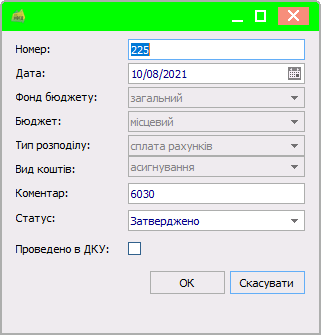 Номер: 225
Дата: 10/08/2021
Фонд бюджету: загальний
Бюджет: місцевий
Тип розподілу: сплата рахунків
Вид коштів: асигнування
Коментар: 6030
Статус: Затверджено
Проведено в ДКУ:
ОК Скасувати